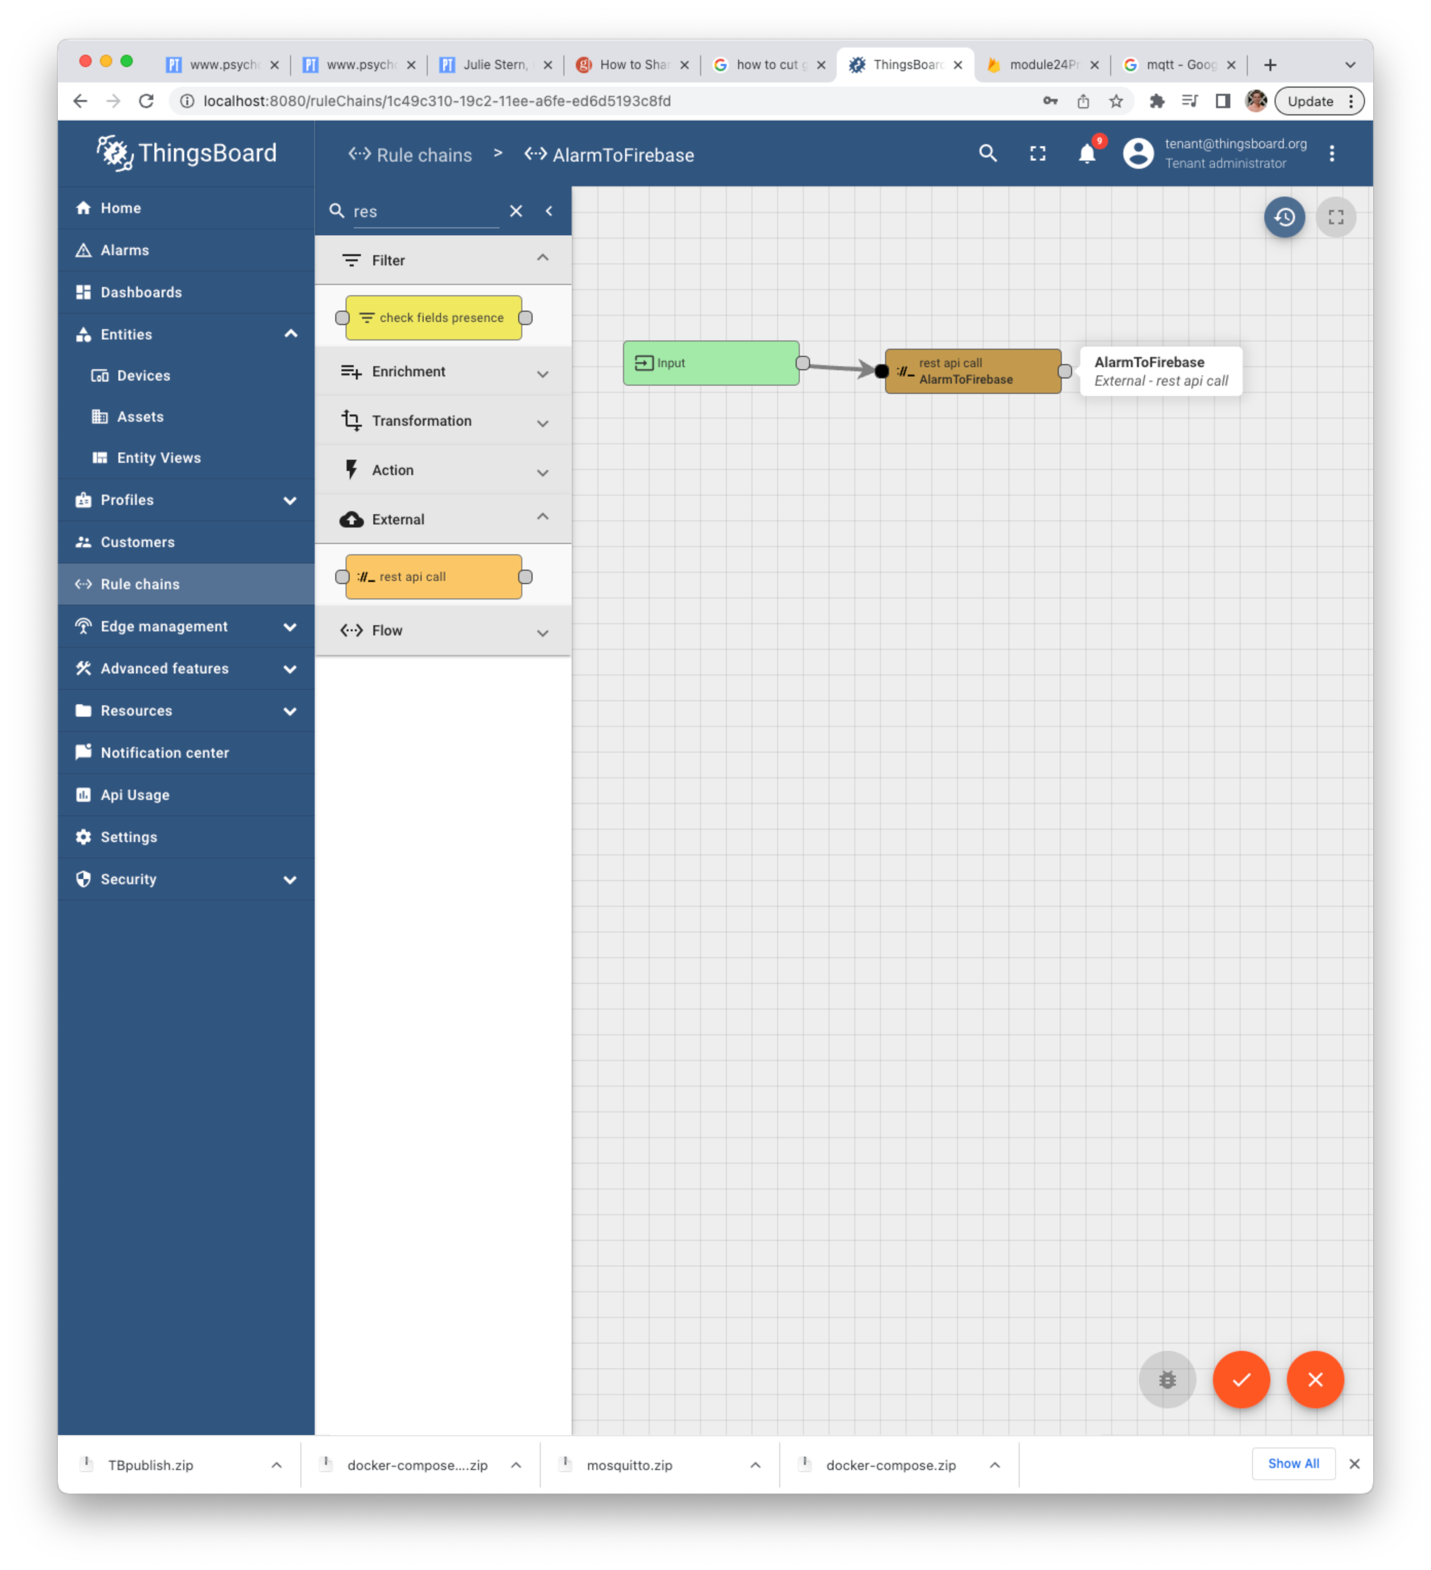 www.psych
www.psych
Julie Stern,
How to Sha
how to cut g
ThingsBoar
module24Pr
mqtt - Goog
localhost:8080/ruleChains/1c49c310-19c2-11ee-a6fe-ed6d5193c8fd
Update
ThingsBoard
Rule chains > AlarmToFirebase
9
tenant@thingsboard.org
Tenant administrator
Home
Alarms
Dashboards
Entities
Devices
Assets
Entity Views
Profiles
Customers
Rule chains
Edge management
Advanced features
Resources
Notification center
Api Usage
Settings
Security
res
Filter
check fields presence
Enrichment
Transformation
Action
External
rest api call
Flow
Input
rest api call
AlarmToFirebase
AlarmToFirebase
External - rest api call
TBpublish.zip
docker-compose....zip
mosquitto.zip
docker-compose.zip
Show All